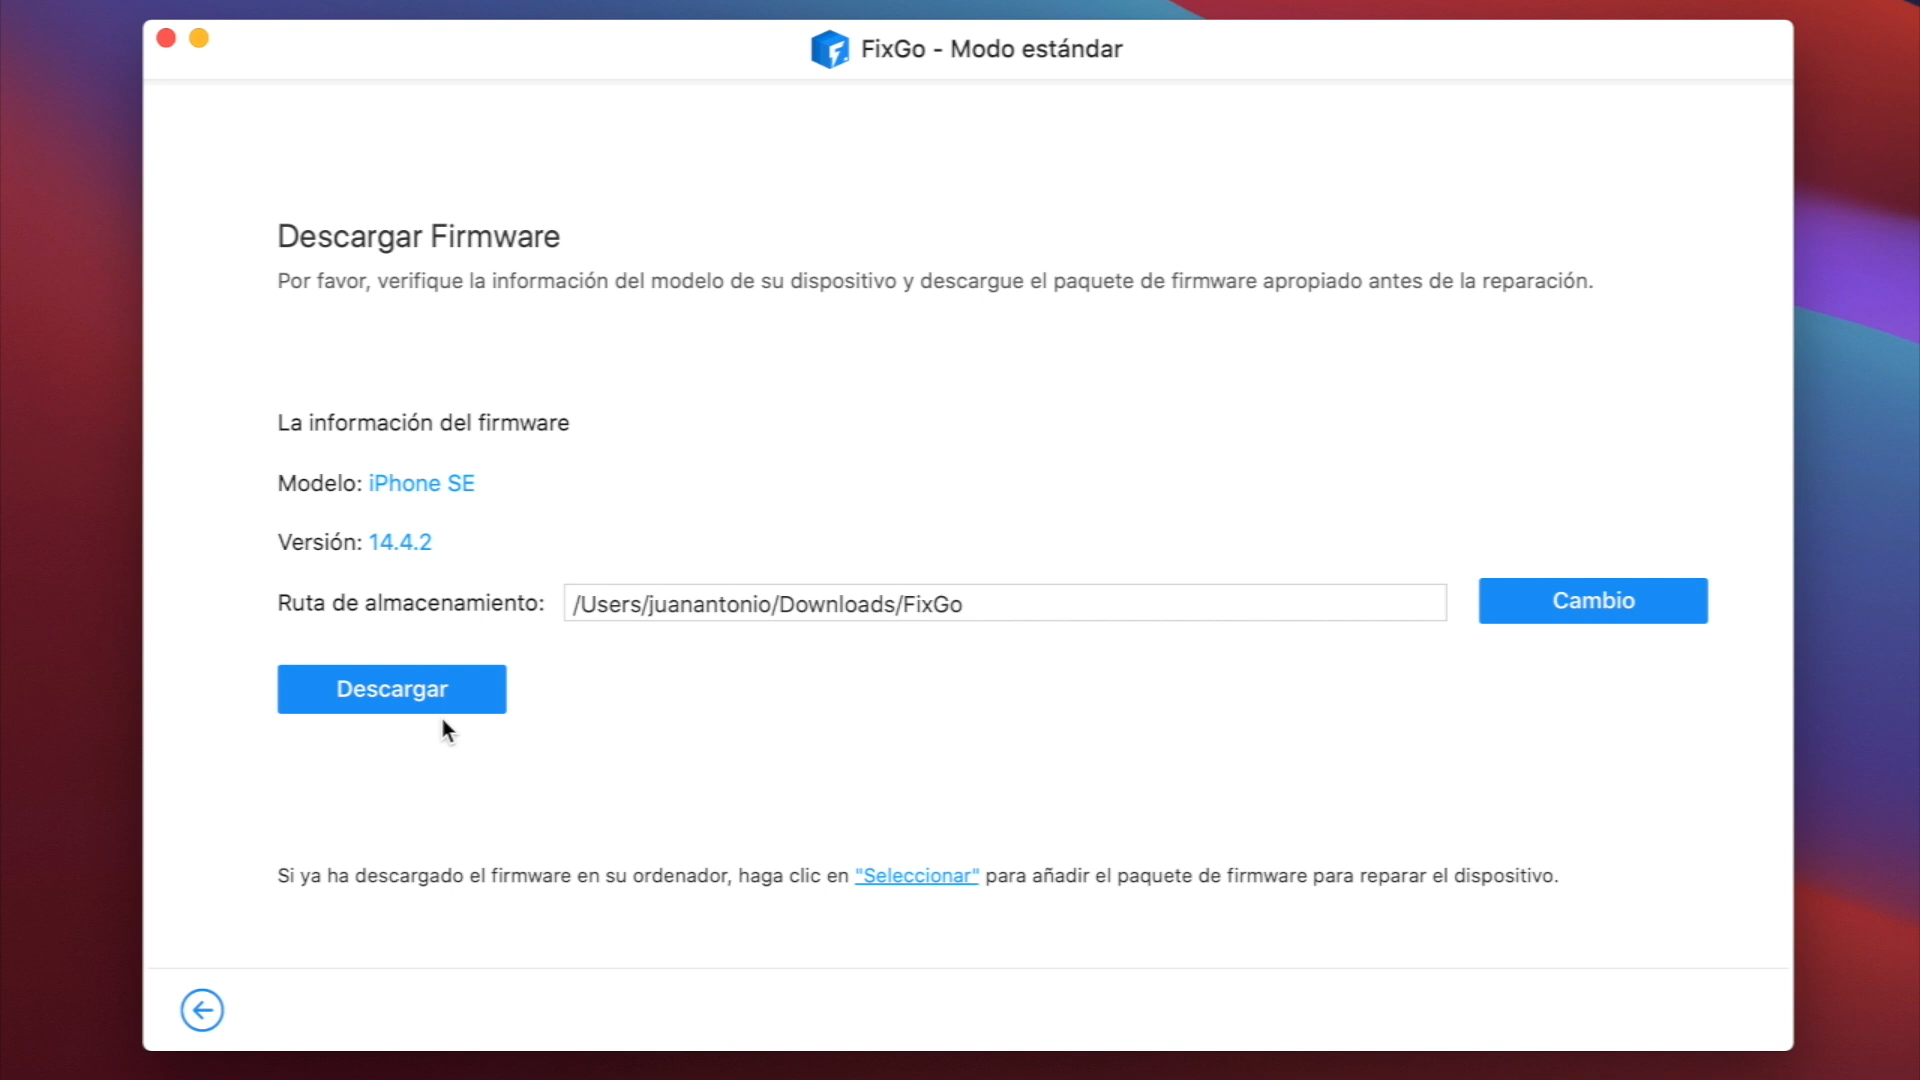 FixGo - Modo estándar
Descargar Firmware
Por favor, verifique la información del modelo de su dispositivo y descargue el paquete de firmware apropiado antes de la reparación.
La información del firmware
Modelo: iPhone SE
Versión: 14.4.2
Ruta de almacenamiento: /Users/juanantonio/Downloads/FixGo Cambio
Descargar
Si ya ha descargado el firmware en su ordenador, haga clic en "Seleccionar" para añadir el paquete de firmware para reparar el dispositivo.